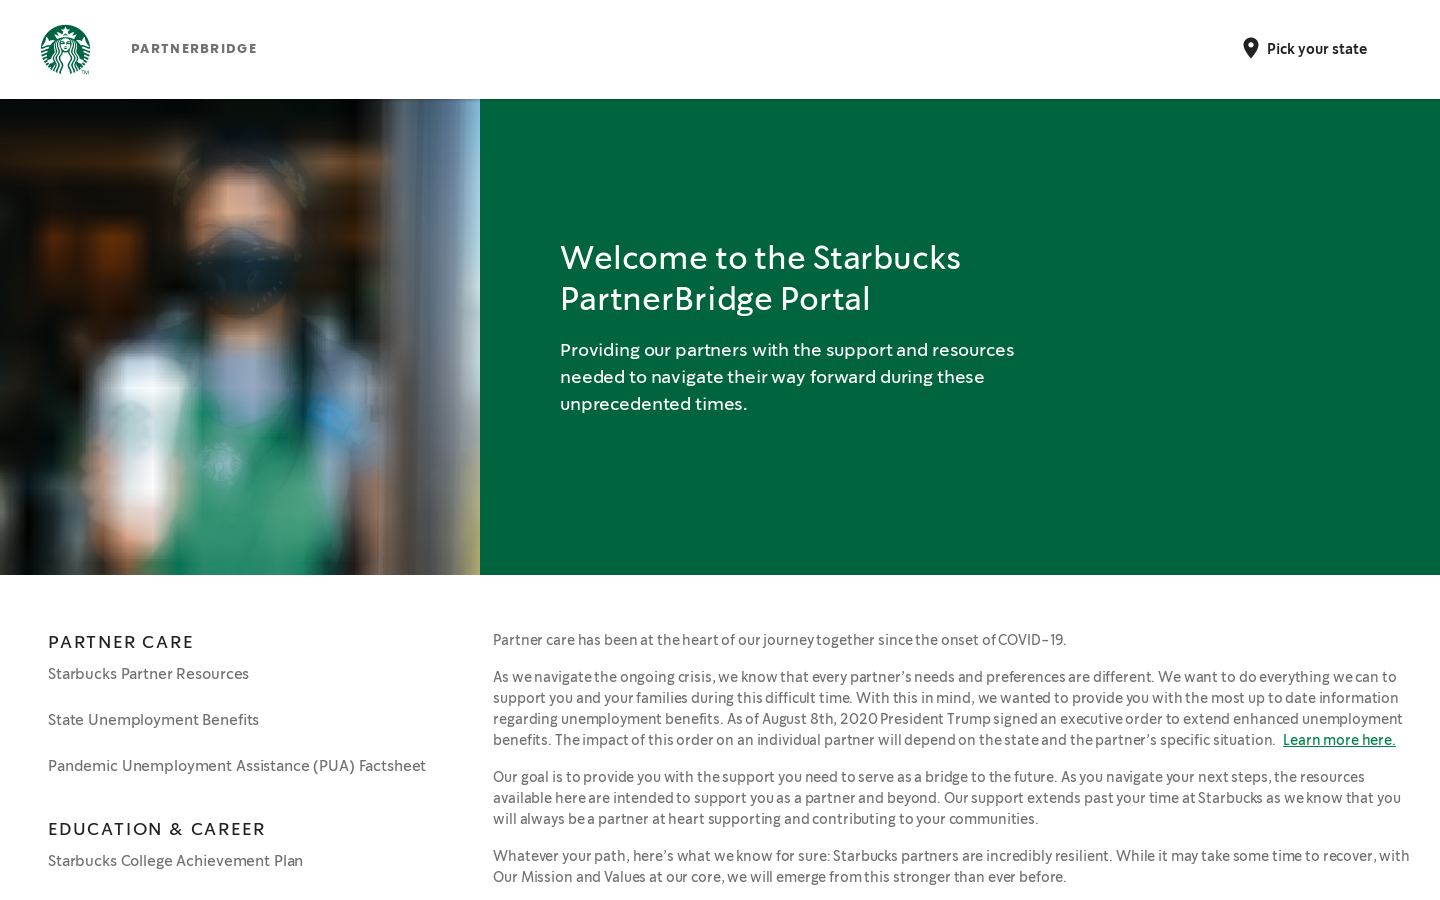 PARTNERBRIDGE
Pick your state
Welcome to the Starbucks
PartnerBridge Portal
Providing our partners with the support and resources
needed to navigate their way forward during these
unprecedented times.
PARTNER CARE
Starbucks Partner Resources
State Unemployment Benefits
Pandemic Unemployment Assistance (PUA) Factsheet
EDUCATION & CAREER
Starbucks College Achievement Plan
Partner care has been at the heart of our journey together since the onset of COVID-19.
As we navigate the ongoing crisis, we know that every partner’s needs and preferences are different. We want to do everything we can to
support you and your families during this difficult time. With this in mind, we wanted to provide you with the most up to date information
regarding unemployment benefits. As of August 8th, 2020 President Trump signed an executive order to extend enhanced unemployment
benefits. The impact of this order on an individual partner will depend on the state and the partner’s specific situation. Learn more here.
Our goal is to provide you with the support you need to serve as a bridge to the future. As you navigate your next steps, the resources
available here are intended to support you as a partner and beyond. Our support extends past your time at Starbucks as we know that you
will always be a partner at heart supporting and contributing to your communities.
Whatever your path, here’s what we know for sure: Starbucks partners are incredibly resilient. While it may take some time to recover, with
Our Mission and Values at our core, we will emerge from this stronger than ever before.